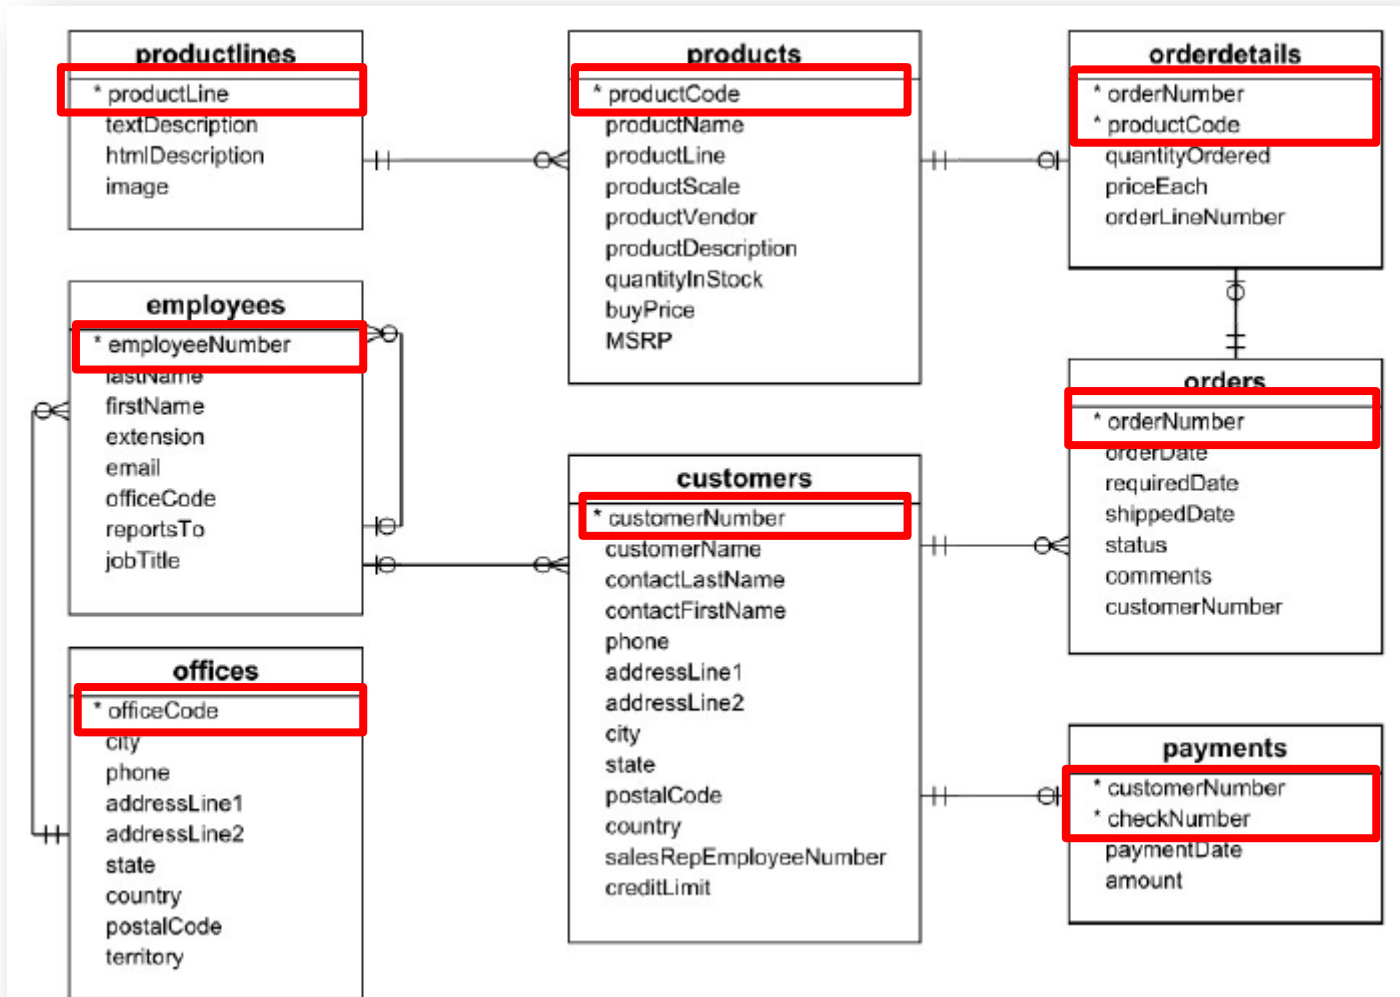 productlines
* productLine
textDescription
htmlDescription
image
products
* productCode
productName
productLine
productScale
productVendor
productDescription
quantityInStock
buyPrice
MSRP
orderdetails
* orderNumber
* productCode
quantityOrdered
priceEach
orderLineNumber
employees
* employeeNumber
lastName
firstName
extension
email
officeCode
reportsTo
jobTitle
customers
* customerNumber
customerName
contactLastName
contactFirstName
phone
addressLine1
addressLine2
city
state
postalCode
country
salesRepEmployeeNumber
creditLimit
orders
* orderNumber
orderDate
requiredDate
shippedDate
status
comments
customerNumber
offices
* officeCode
city
phone
addressLine1
addressLine2
state
country
postalCode
territory
payments
* customerNumber
* checkNumber
paymentDate
amount